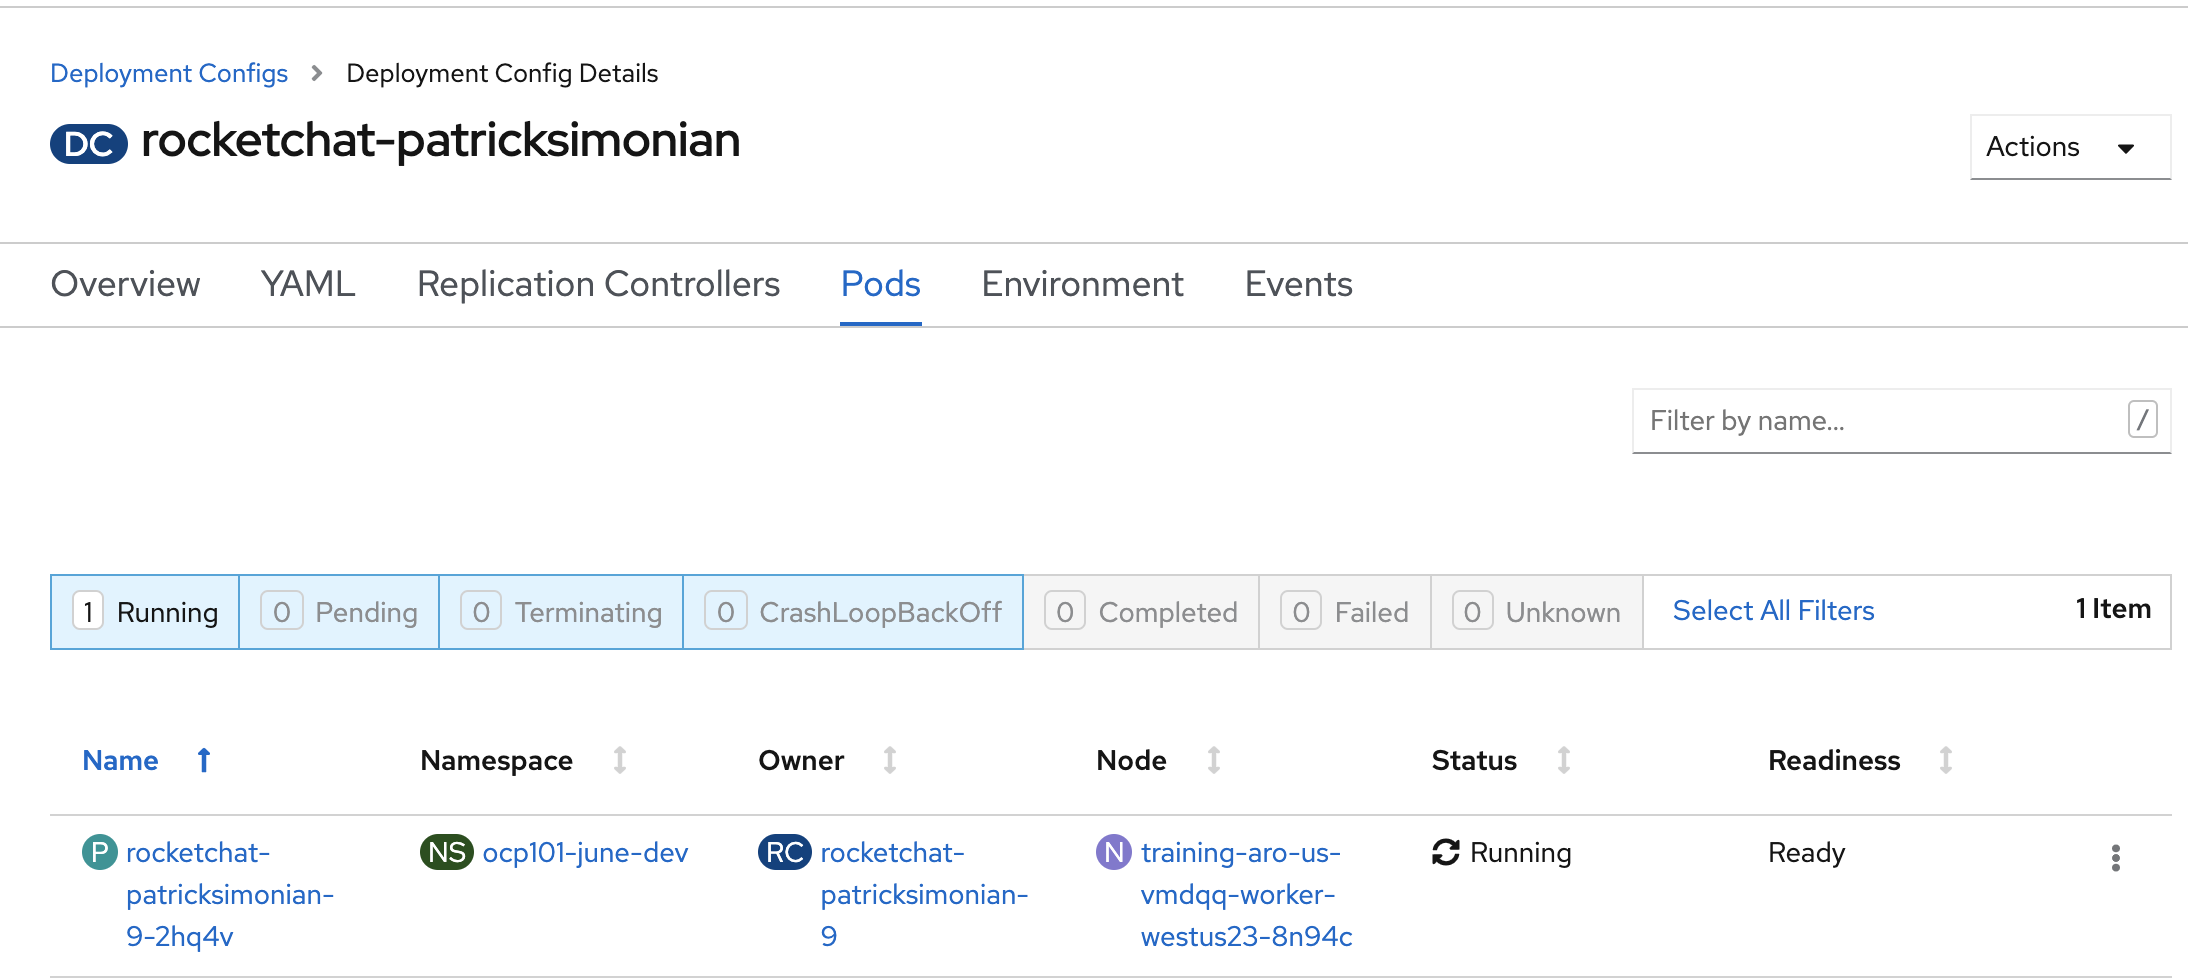 Deployment Configs > Deployment Config Details
DC rocketchat-patricksimonian
Actions
Overview YAML Replication Controllers Pods Environment Events
Filter by name... /
1 Running 0 Pending 0 Terminating 0 CrashLoopBackOff 0 Completed 0 Failed 0 Unknown Select All Filters 1 Item
Name Namespace Owner Node Status Readiness
P rocketchat- NS ocp101-june-dev RC rocketchat- N training-aro-us- Running Ready
patricksimonian- patricksimonian- vmdqq-worker-
9-2hq4v 9 westus23-8n94c